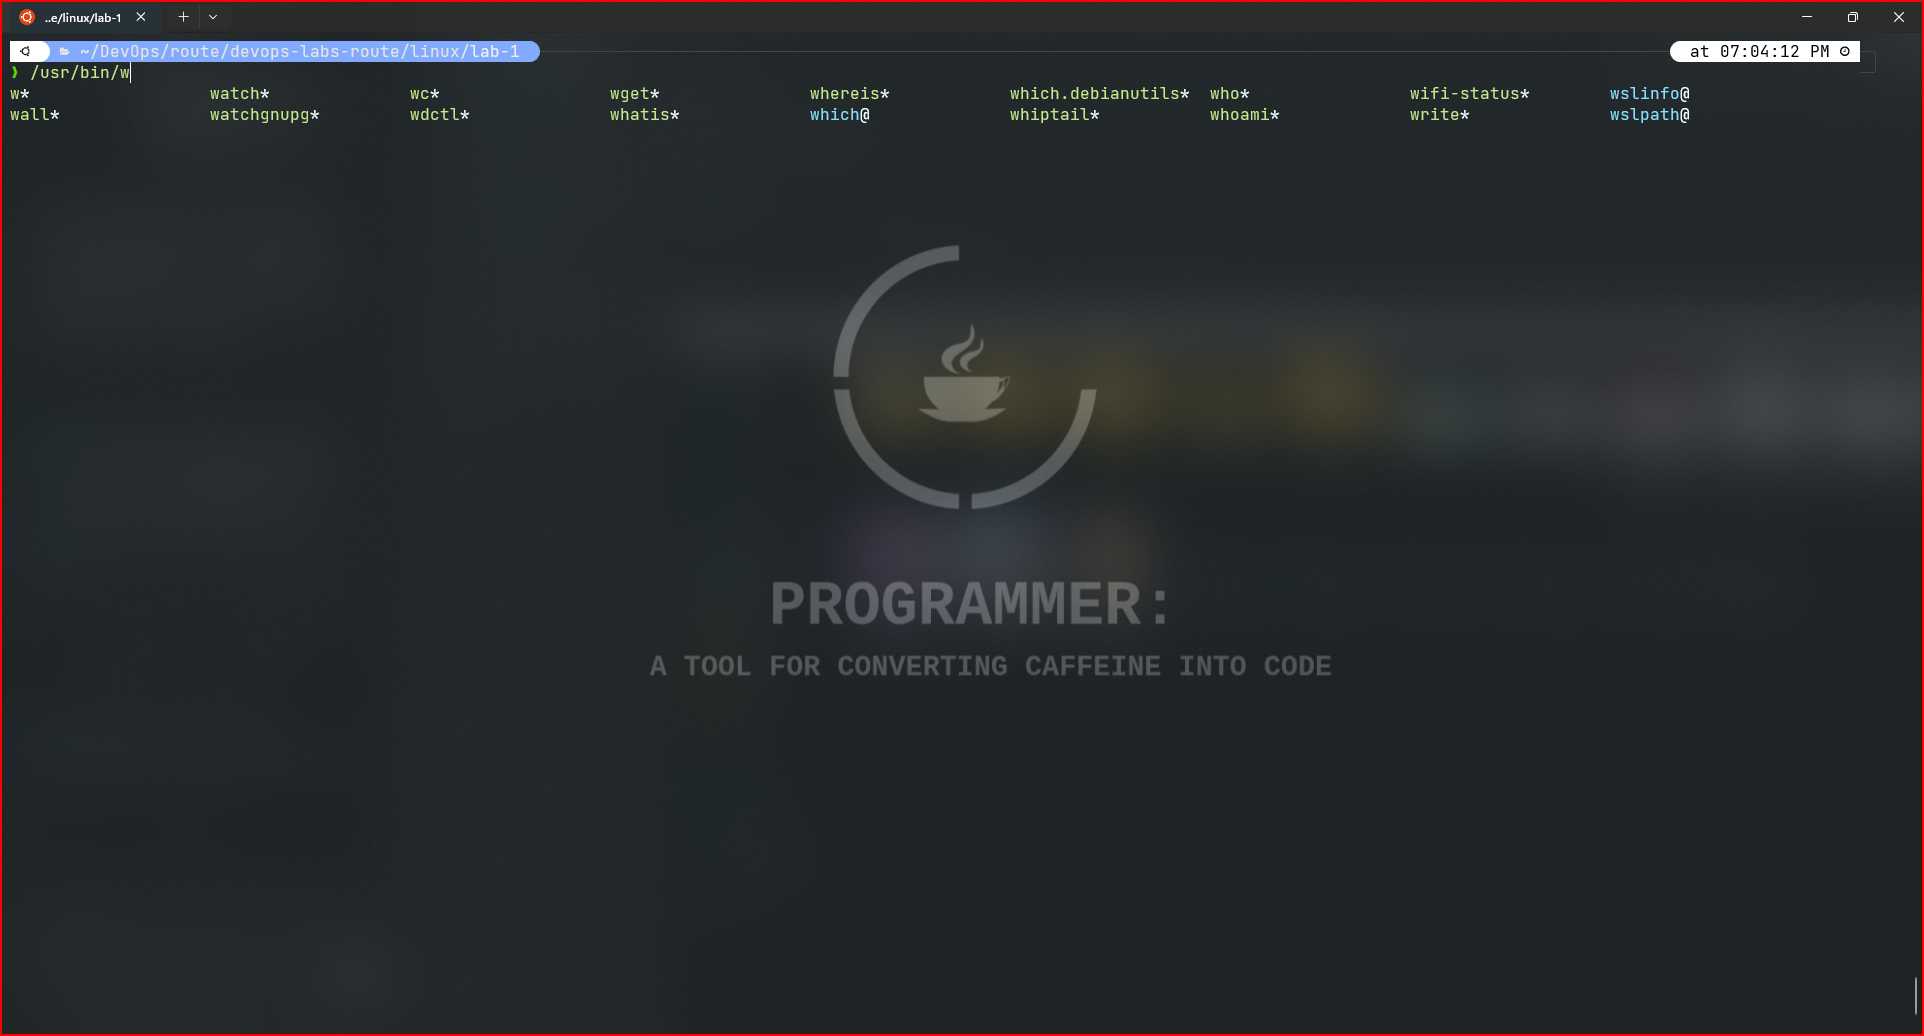 ..e/linux/lab-1
~/DevOps/route/devops-labs-route/linux/lab-1 at 07:04:12 PM
❯ /usr/bin/w
w* watch* wc* wget* whereis* which.debianutils* who* wifi-status* wslinfo@
wall* watchgnupg* wdctl* whatis* which@ whiptail* whoami* write* wslpath@
PROGRAMMER:
A TOOL FOR CONVERTING CAFFEINE INTO CODE